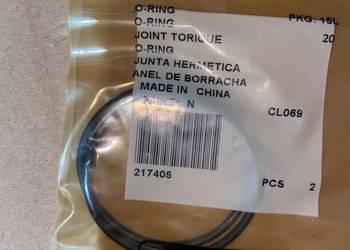 O-RING
O-RING PKG: 15L
JOINT TORIQUE 20
O-RING
JUNTA HERMETICA
ANEL DE BORRACHA
MADE IN CHINA
N CL069
217405 PCS 2